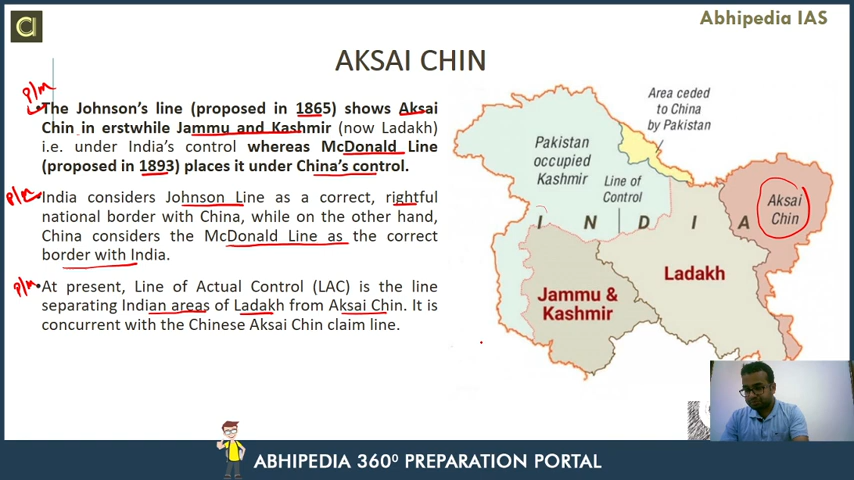 Abhipedia IAS
AKSAI CHIN
P/m
• The Johnson's line (proposed in 1865) shows Aksai
Chin in erstwhile Jammu and Kashmir (now Ladakh)
i.e. under India's control whereas McDonald Line
(proposed in 1893) places it under China's control.
P/m
• India considers Johnson Line as a correct, rightful
national border with China, while on the other hand,
China considers the McDonald Line as the correct
border with India.
P/m
• At present, Line of Actual Control (LAC) is the line
separating Indian areas of Ladakh from Aksai Chin. It is
concurrent with the Chinese Aksai Chin claim line.
Area ceded
to China
by Pakistan
Pakistan
occupied
Kashmir
Line of
Control
Aksai
Chin
I N D I A
Ladakh
Jammu &
Kashmir
ABHIPEDIA 360⁰ PREPARATION PORTAL